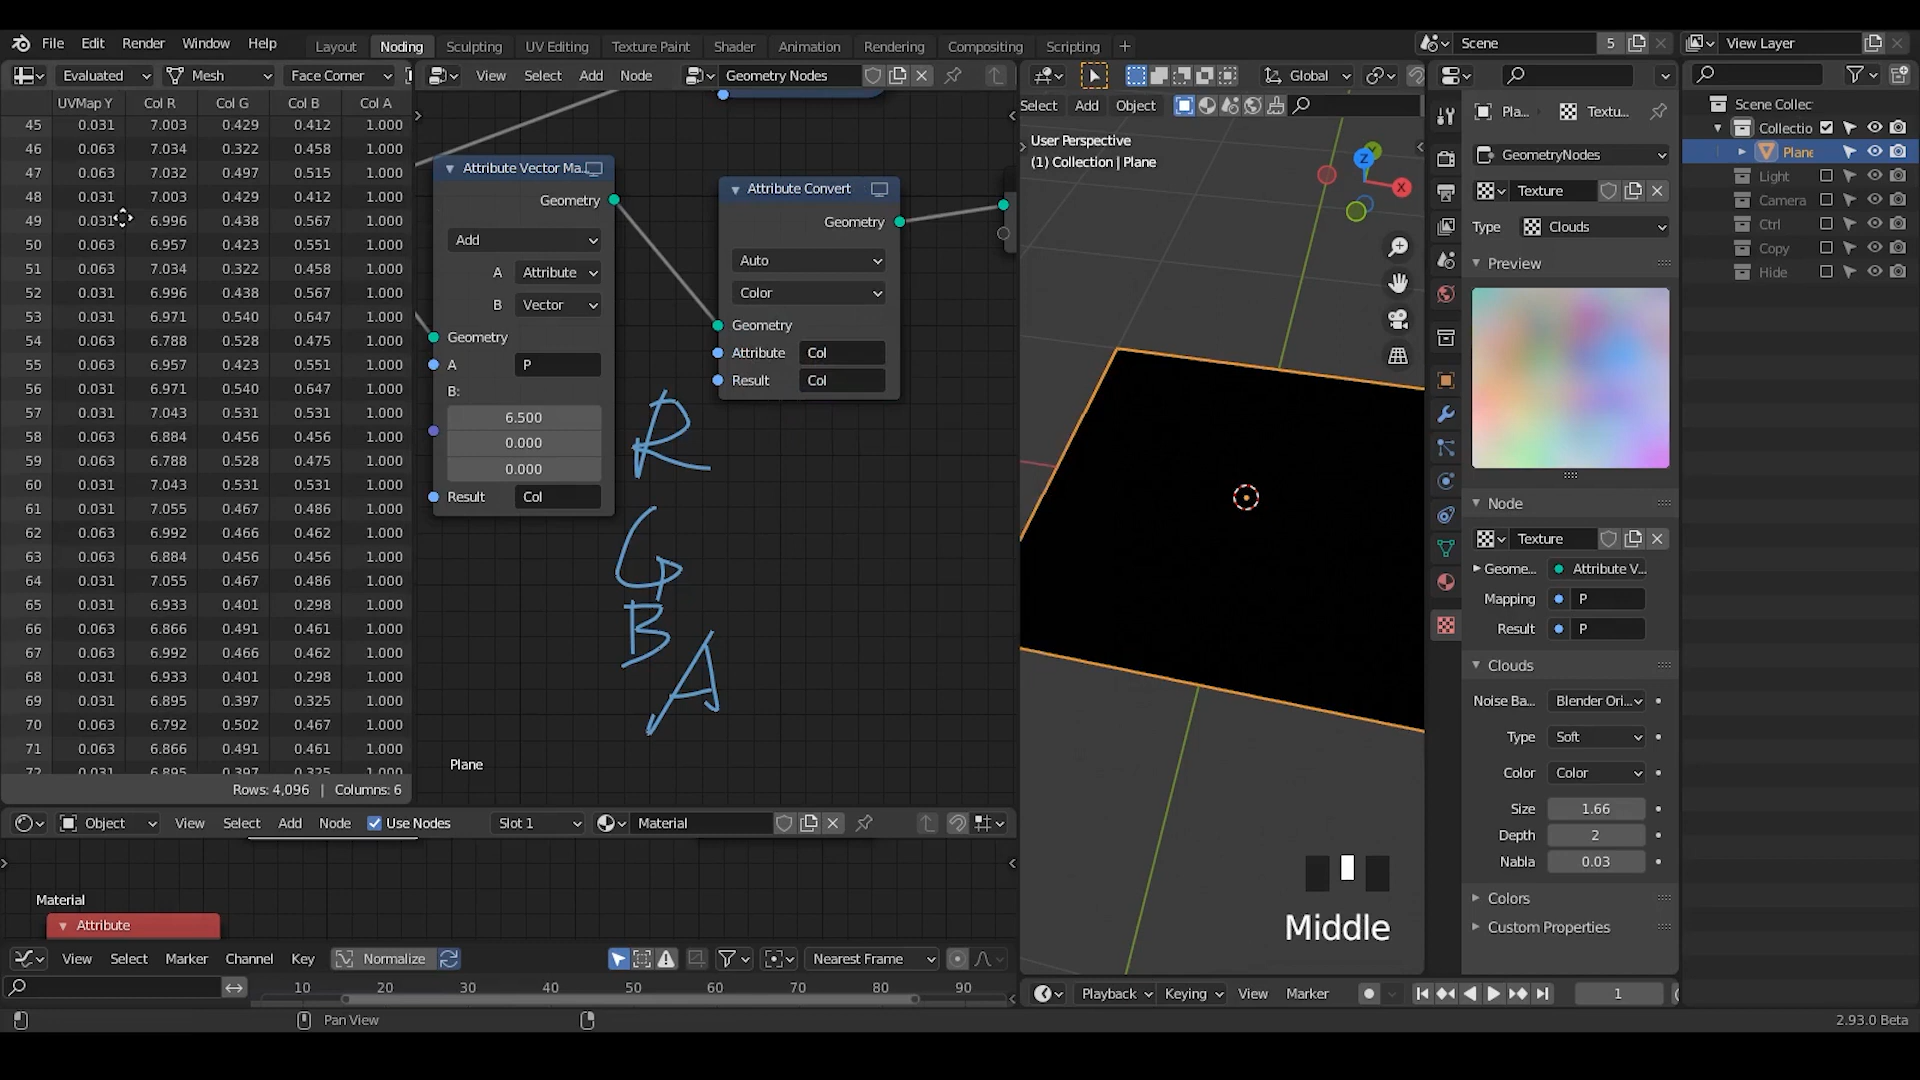 File Edit Render Window Help Layout Noding Sculpting UV Editing Texture Paint Shader Animation Rendering Compositing Scripting + Scene 5 View Layer
Evaluated Mesh Face Corner
UVMap Y Col R Col G Col B Col A
45 0.031 7.003 0.429 0.412 1.000
46 0.063 7.034 0.322 0.458 1.000
47 0.063 7.032 0.497 0.515 1.000
48 0.031 7.003 0.429 0.412 1.000
49 0.031 6.996 0.438 0.567 1.000
50 0.063 6.957 0.423 0.551 1.000
51 0.063 7.034 0.322 0.458 1.000
52 0.031 6.996 0.438 0.567 1.000
53 0.031 6.971 0.540 0.647 1.000
54 0.063 6.788 0.528 0.475 1.000
55 0.063 6.957 0.423 0.551 1.000
56 0.031 6.971 0.540 0.647 1.000
57 0.031 7.043 0.531 0.531 1.000
58 0.063 6.884 0.456 0.456 1.000
59 0.063 6.788 0.528 0.475 1.000
60 0.031 7.043 0.531 0.531 1.000
61 0.031 7.055 0.467 0.486 1.000
62 0.063 6.992 0.466 0.462 1.000
63 0.063 6.884 0.456 0.456 1.000
64 0.031 7.055 0.467 0.486 1.000
65 0.031 6.933 0.401 0.298 1.000
66 0.063 6.866 0.491 0.461 1.000
67 0.063 6.992 0.466 0.462 1.000
68 0.031 6.933 0.401 0.298 1.000
69 0.031 6.895 0.397 0.325 1.000
70 0.063 6.792 0.502 0.467 1.000
71 0.063 6.866 0.491 0.461 1.000
72 0.031 6.895 0.397 0.325 1.000
Rows: 4,096 | Columns: 6
View Select Add Node Geometry Nodes
Attribute Vector Ma...
Geometry
Add
A Attribute
B Vector
Geometry
A P
B:
6.500
0.000
0.000
Result Col
Attribute Convert
Geometry
Auto
Color
Geometry
Attribute Col
Result Col
R
G
B
A
Plane
Global
Select Add Object
User Perspective
(1) Collection | Plane
Z
X
Middle
Pla... Textu...
GeometryNodes
Texture
Type Clouds
Preview
Node
Texture
Geome... Attribute V...
Mapping P
Result P
Clouds
Noise Ba... Blender Ori...
Type Soft
Color Color
Size 1.66
Depth 2
Nabla 0.03
Colors
Custom Properties
Scene Collec
Collectio
Plane
Light
Camera
Ctrl
Copy
Hide
Object View Select Add Node Use Nodes Slot 1 Material
Material
Attribute
View Select Marker Channel Key Normalize Nearest Frame
10 20 30 40 50 60 70 80 90
Playback Keying View Marker 1
Pan View
2.93.0 Beta